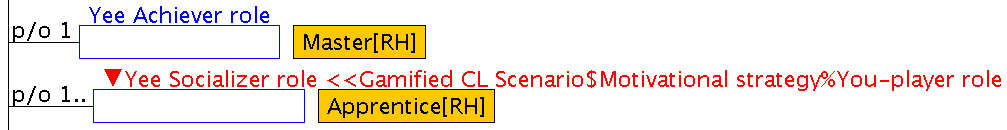 Yee Achiever role
p/o 1 Master[RH]
▼Yee Socializer role <<Gamified CL Scenario$Motivational strategy%You-player role
p/o 1.. Apprentice[RH]